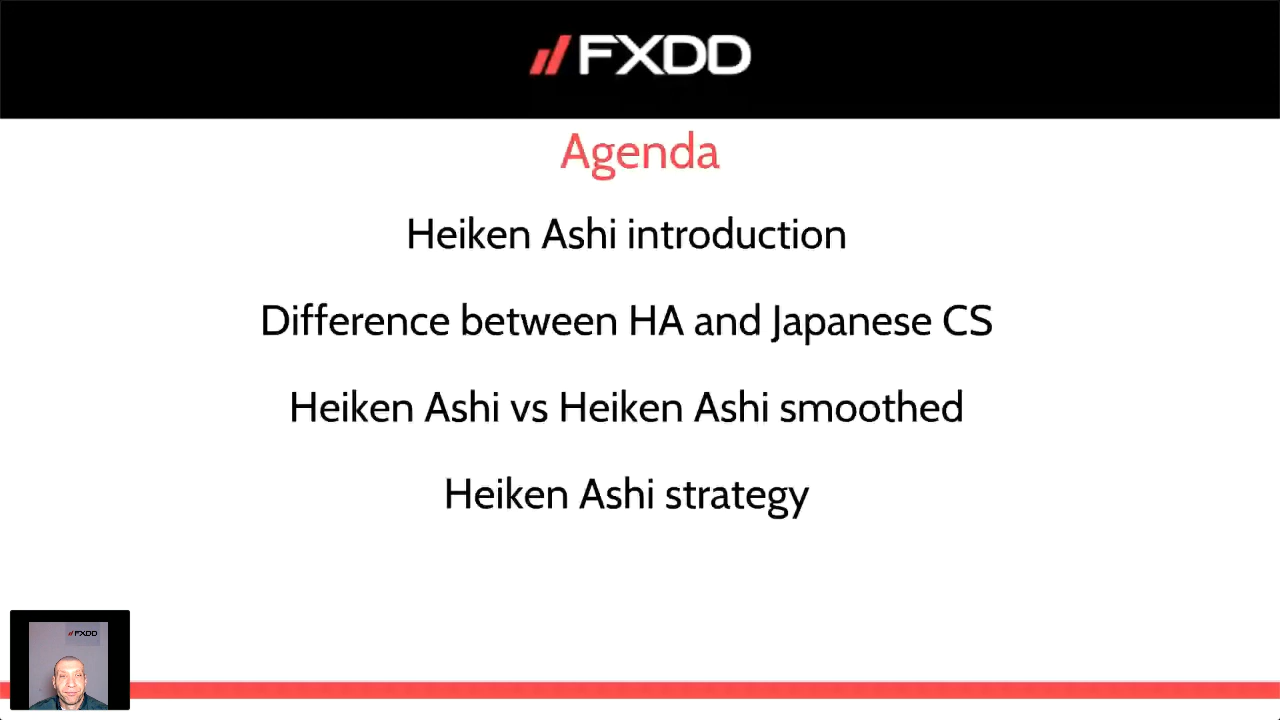 FXDD
Agenda
Heiken Ashi introduction
Difference between HA and Japanese CS
Heiken Ashi vs Heiken Ashi smoothed
Heiken Ashi strategy
FXDD